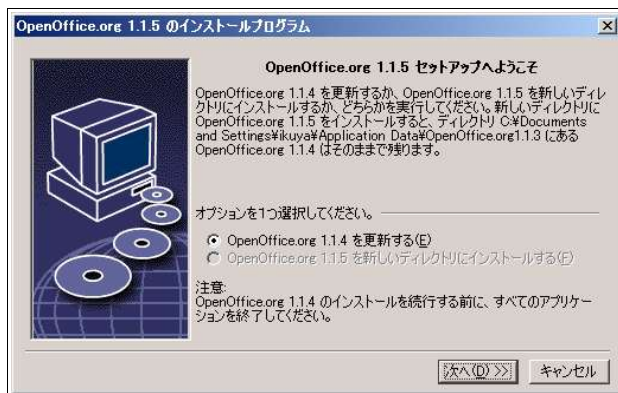 OpenOffice.org 1.1.5 のインストールプログラム
OpenOffice.org 1.1.5 セットアップへようこそ
OpenOffice.org 1.1.4 を更新するか、OpenOffice.org 1.1.5 を新しいディレ
クトリにインストールするか、どちらかを実行してください。新しいディレクトリに
OpenOffice.org 1.1.5 をインストールすると、ディレクトリ C:¥Documents
and Settings¥ikuya¥Application Data¥OpenOffice.org1.1.3 にある
OpenOffice.org 1.1.4 はそのままで残ります。
オプションを1つ選択してください。
OpenOffice.org 1.1.4 を更新する(E)
OpenOffice.org 1.1.5 を新しいディレクトリにインストールする(F)
注意:
OpenOffice.org 1.1.4 のインストールを続行する前に、すべてのアプリケー
ションを終了してください。
次へ(D) >>
キャンセル